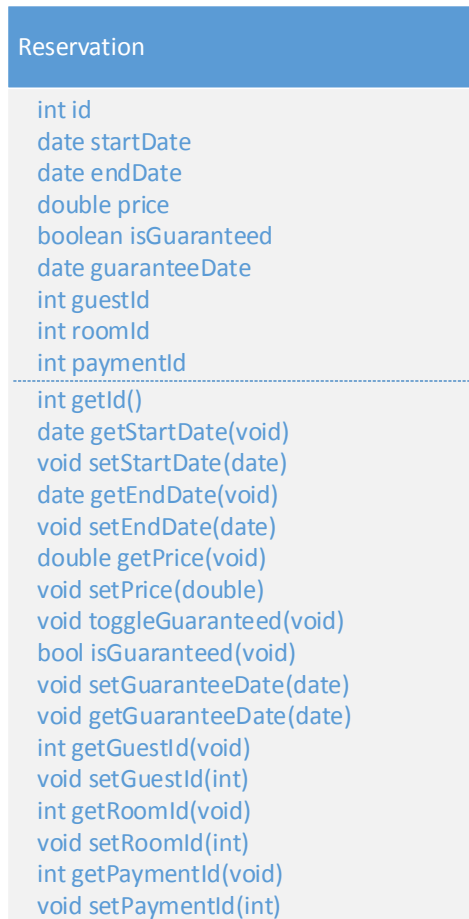 Reservation
int id
date startDate
date endDate
double price
boolean isGuaranteed
date guaranteeDate
int guestId
int roomId
int paymentId
int getId()
date getStartDate(void)
void setStartDate(date)
date getEndDate(void)
void setEndDate(date)
double getPrice(void)
void setPrice(double)
void toggleGuaranteed(void)
bool isGuaranteed(void)
void setGuaranteeDate(date)
void getGuaranteeDate(date)
int getGuestId(void)
void setGuestId(int)
int getRoomId(void)
void setRoomId(int)
int getPaymentId(void)
void setPaymentId(int)